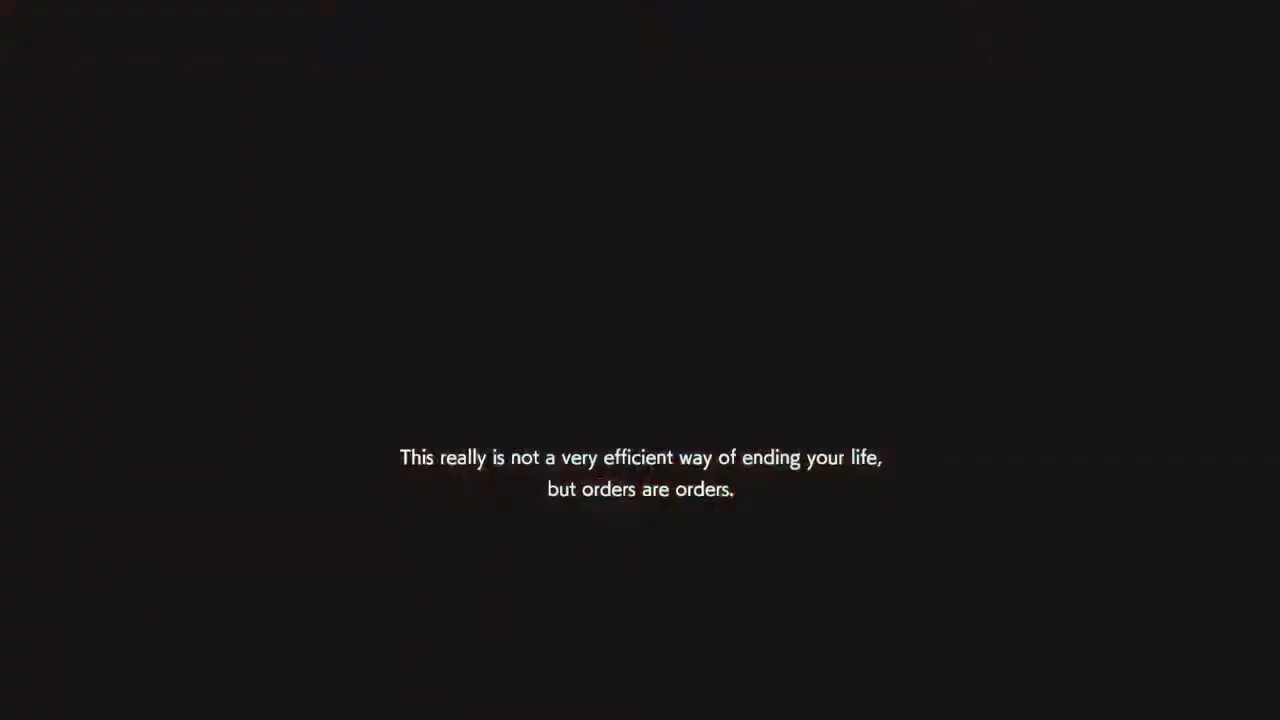 This really is not a very efficient way of ending your life,
but orders are orders.